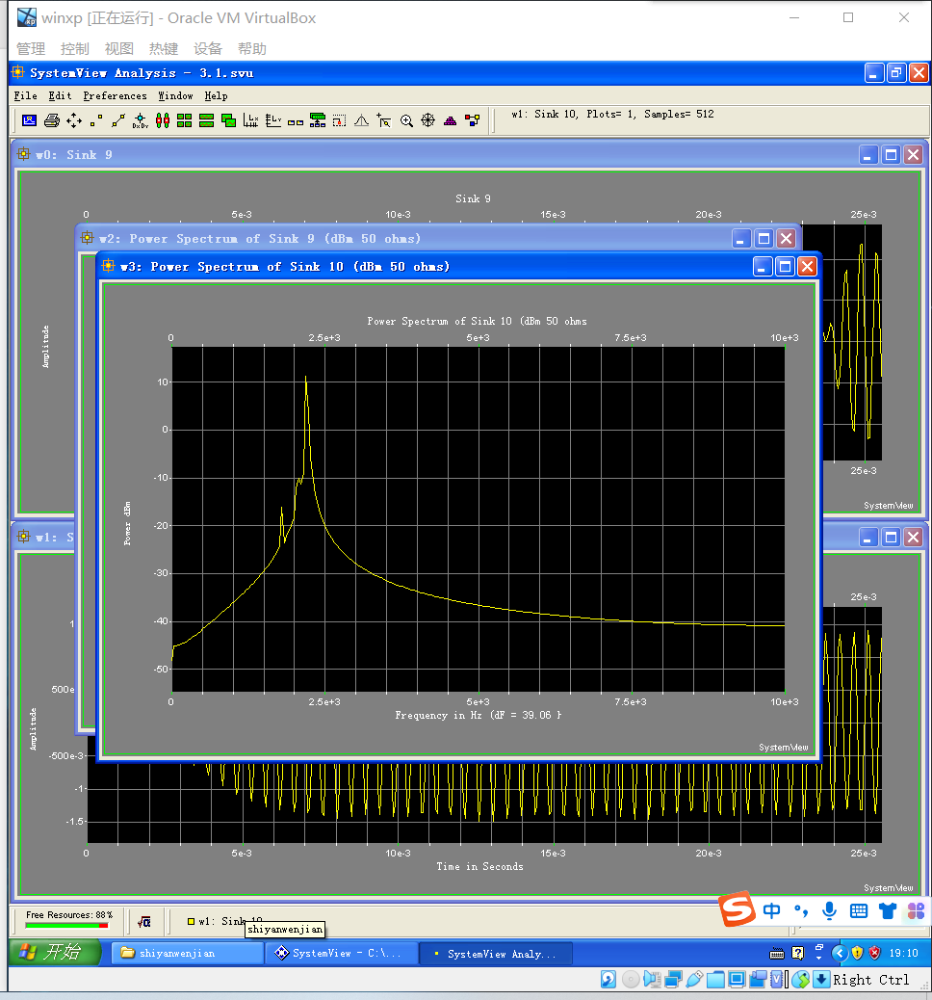 winxp [正在运行] - Oracle VM VirtualBox
管理 控制 视图 热键 设备 帮助
SystemView Analysis - 3.1.svu
File Edit Preferences Window Help
w1: Sink 10, Plots= 1, Samples= 512
w0: Sink 9
Sink 9
0 5e-3 10e-3 15e-3 20e-3 25e-3
Amplitude
25e-3
SystemView
w2: Power Spectrum of Sink 9 (dBm 50 ohms)
w3: Power Spectrum of Sink 10 (dBm 50 ohms)
Power Spectrum of Sink 10 (dBm 50 ohms
0 2.5e+3 5e+3 7.5e+3 10e+3
10
0
-10
-20
-30
-40
-50
Power dBm
0 2.5e+3 5e+3 7.5e+3 10e+3
Frequency in Hz (dF = 39.06 )
SystemView
w1: S
25e-3
1
500e
-500e-3
-1
-1.5
Amplitude
0 5e-3 10e-3 15e-3 20e-3 25e-3
Time in Seconds
SystemView
Free Resources: 88%
√α
w1: Sink 10
shiyanwenjian
中
开始
shiyanwenjian
SystemView - C:\...
SystemView Analy...
19:10
Right Ctrl